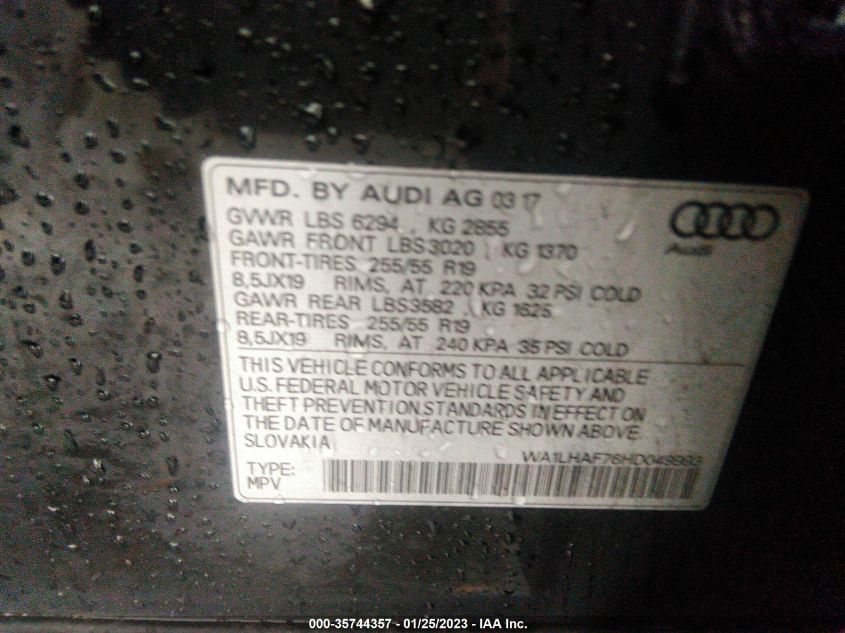 MFD. BY AUDI AG 03 17
GVWR LBS 6294 , KG 2855
GAWR FRONT LBS3020 , KG 1370
FRONT-TIRES 255/55 R19
8,5JX19 RIMS, AT 220 KPA 32 PSI COLD
GAWR REAR LBS3582 , KG 1625
REAR-TIRES 255/55 R19
8,5JX19 RIMS, AT 240 KPA 35 PSI COLD
Audi
THIS VEHICLE CONFORMS TO ALL APPLICABLE
U.S. FEDERAL MOTOR VEHICLE SAFETY AND
THEFT PREVENTION STANDARDS IN EFFECT ON
THE DATE OF MANUFACTURE SHOWN ABOVE.
SLOVAKIA
TYPE:
MPV
000-35744357 - 01/25/2023 - IAA Inc.